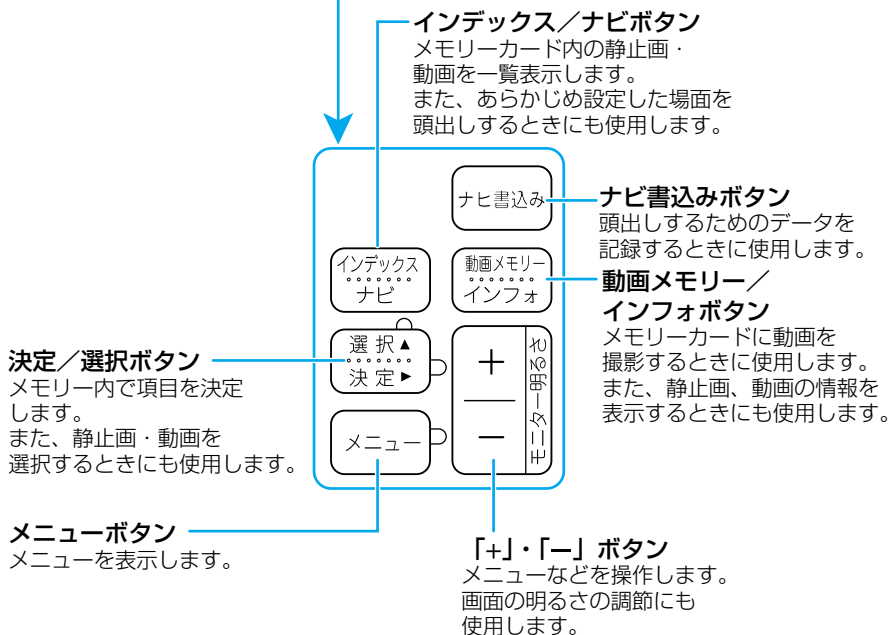 インデックス／ナビボタン
メモリーカード内の静止画・
動画を一覧表示します。
また、あらかじめ設定した場面を
頭出しするときにも使用します。
ナヒ書込み
ナビ書込みボタン
頭出しするためのデータを
記録するときに使用します。
インデックス
ナビ
動画メモリー
インフォ
動画メモリー／
インフォボタン
メモリーカードに動画を
撮影するときに使用します。
また、静止画、動画の情報を
表示するときにも使用します。
決定／選択ボタン
メモリー内で項目を決定
します。
また、静止画・動画を
選択するときにも使用します。
選 択▲
決 定▶
＋
－
モニター明るさ
メニュー
メニューボタン
メニューを表示します。
「+」・「ー」ボタン
メニューなどを操作します。
画面の明るさの調節にも
使用します。